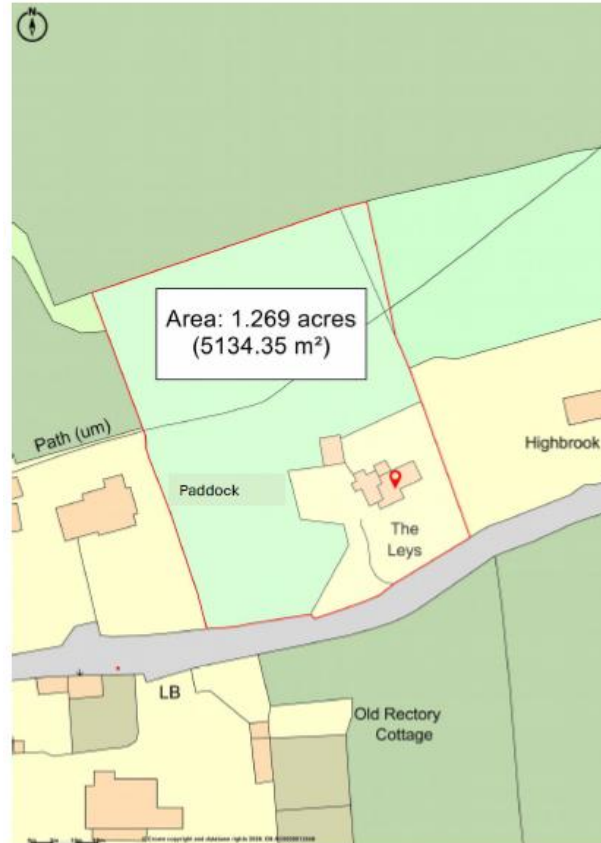 N
Area: 1.269 acres
(5134.35 m²)
Path (um)
Highbrook
Paddock
The
Leys
LB
Old Rectory
Cottage